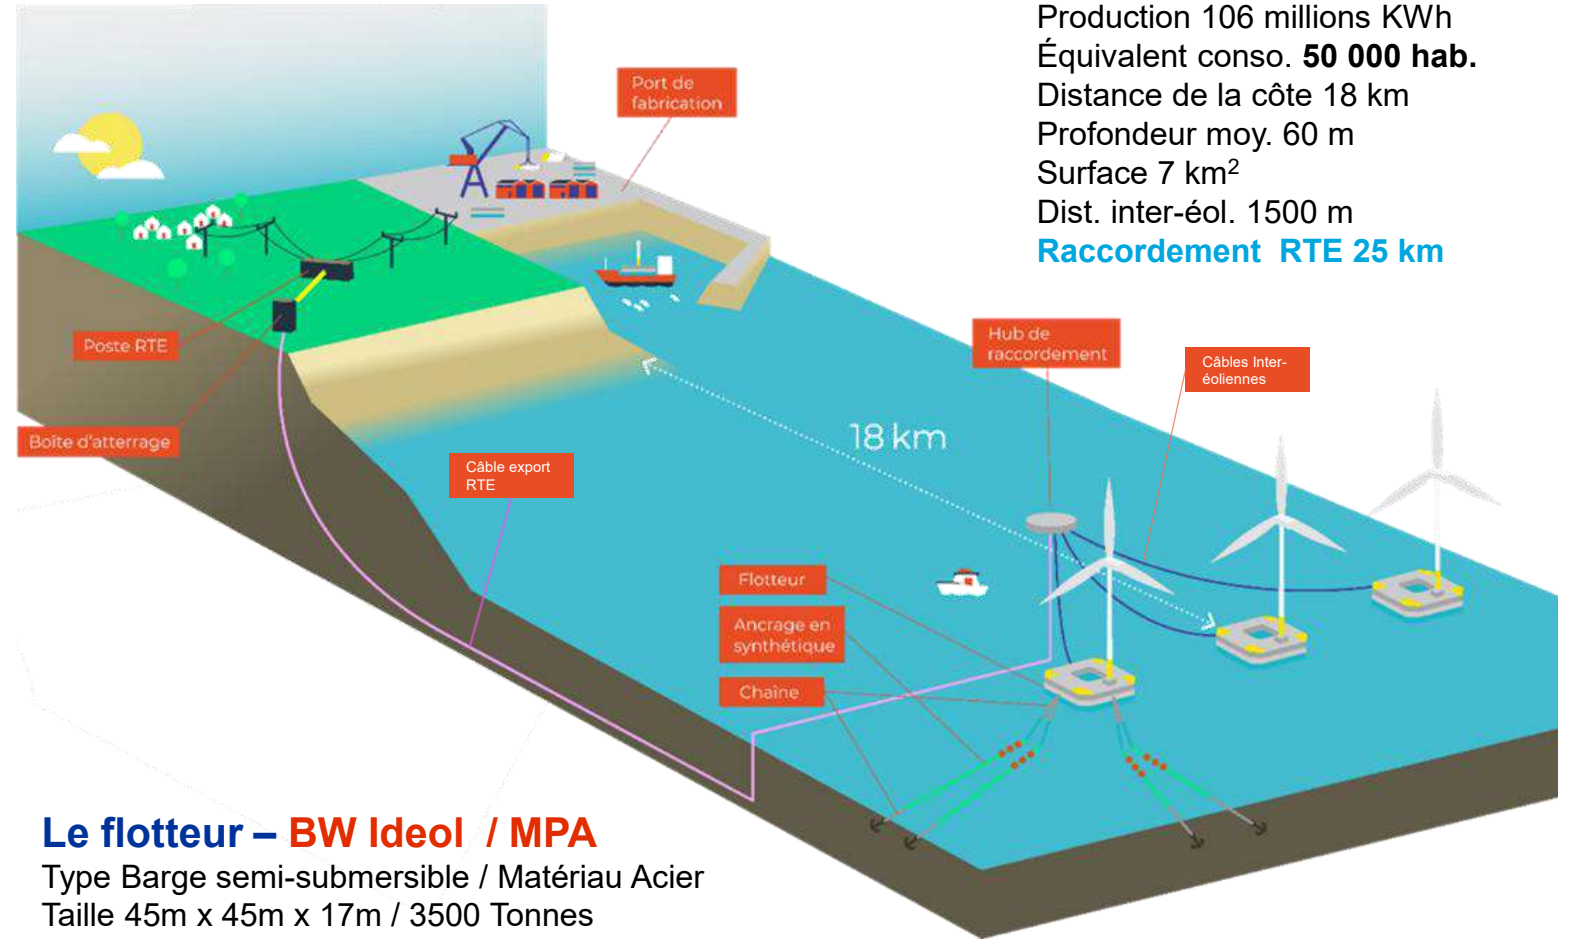 Production 106 millions KWh
Équivalent conso. 50 000 hab.
Distance de la côte 18 km
Profondeur moy. 60 m
Surface 7 km²
Dist. inter-éol. 1500 m
Raccordement RTE 25 km
Port de
fabrication
Poste RTE
Boîte d'atterrage
Câble export
RTE
Hub de
raccordement
Câbles Inter-
éoliennes
18 km
Flotteur
Ancrage en
synthétique
Chaîne
Le flotteur – BW Ideol / MPA
Type Barge semi-submersible / Matériau Acier
Taille 45m x 45m x 17m / 3500 Tonnes